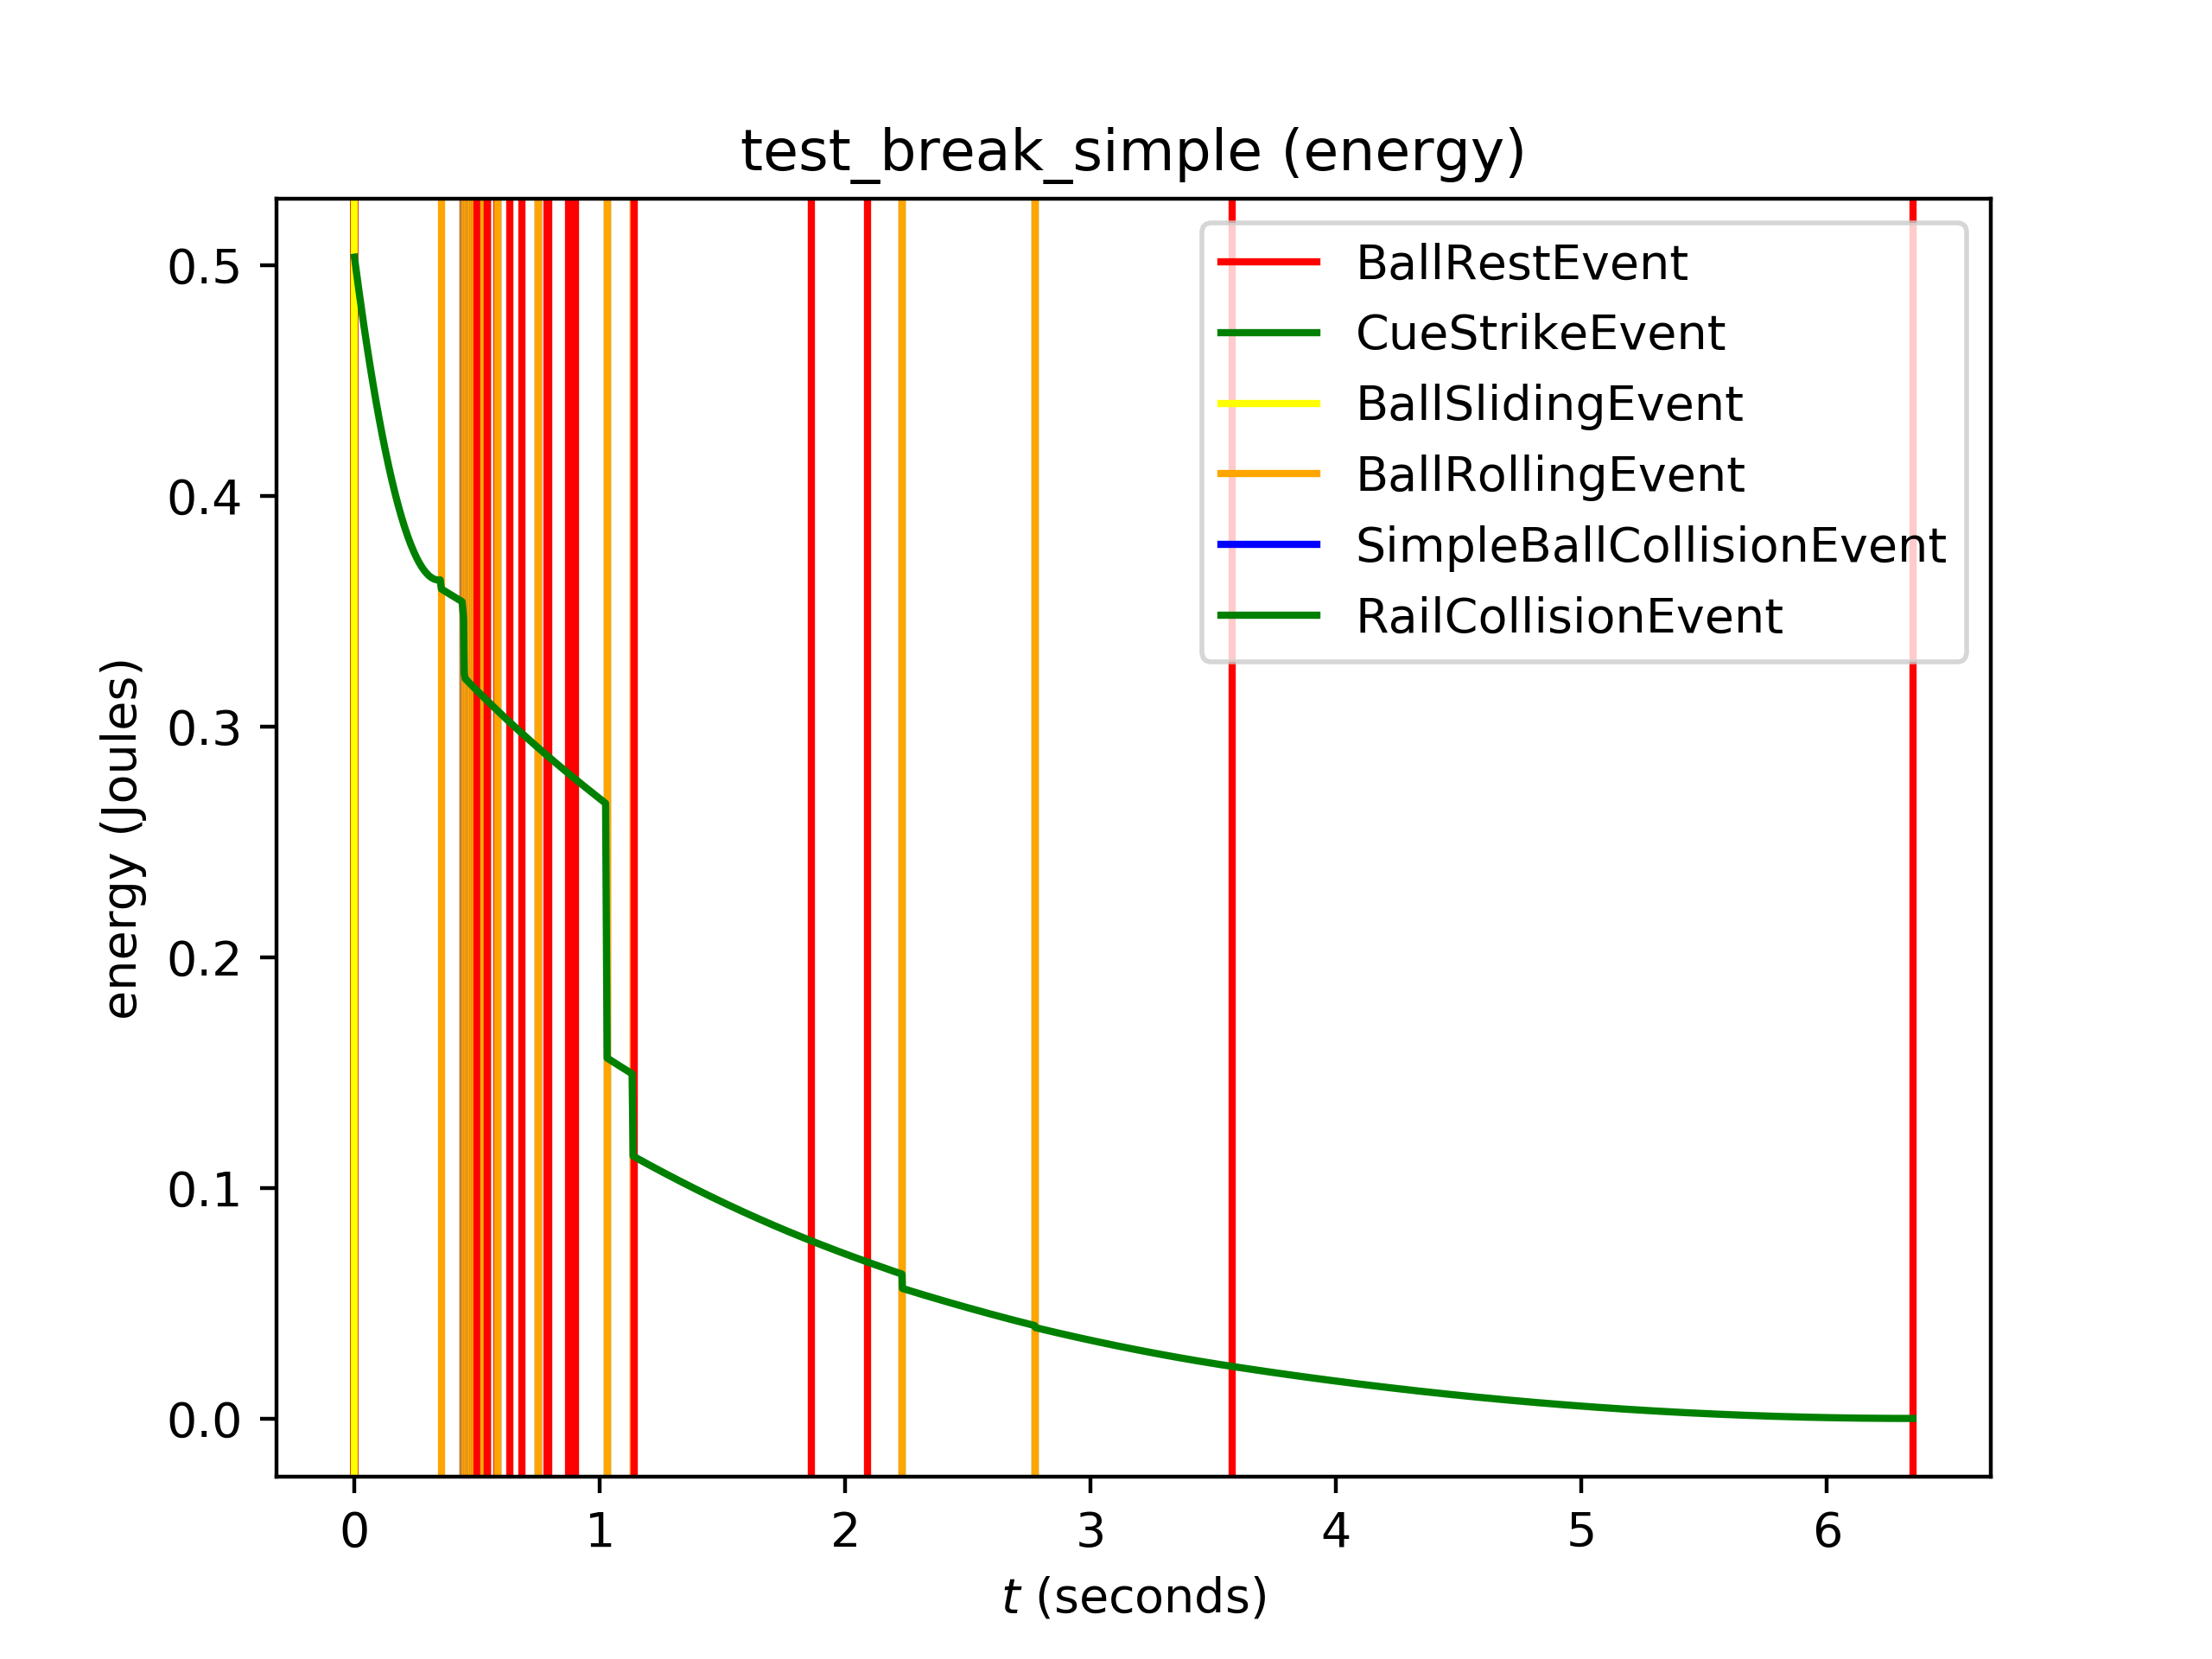 test_break_simple (energy)
0.5
0.4
0.3
0.2
0.1
0.0
energy (Joules)
BallRestEvent
CueStrikeEvent
BallSlidingEvent
BallRollingEvent
SimpleBallCollisionEvent
RailCollisionEvent
0 1 2 3 4 5 6
t (seconds)